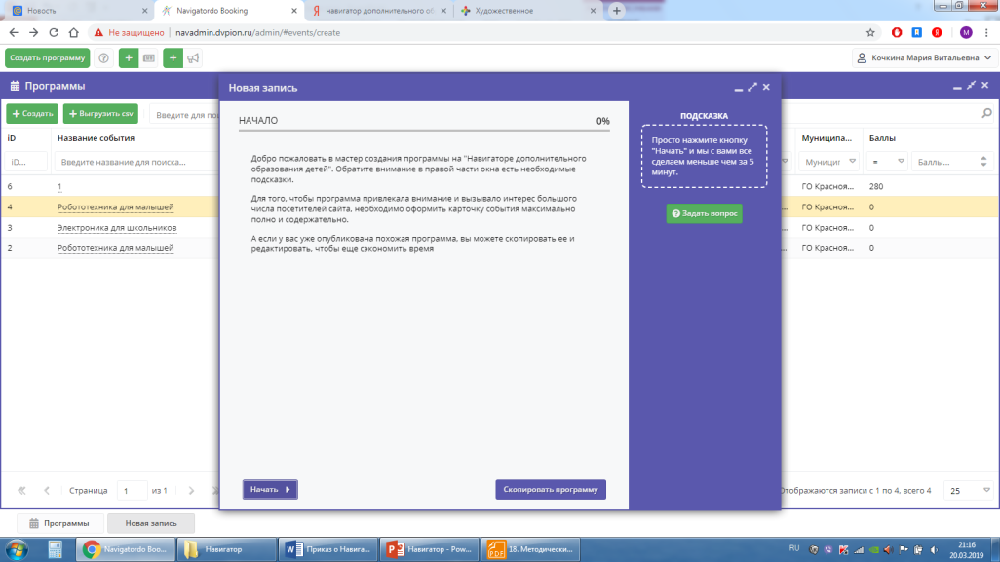 Новость
Navigatordo Booking
навигатор дополнительного об
Художественное
Не защищено | navadmin.dvpion.ru/admin/#events/create
Создать программу
Кочкина Мария Витальевна
Программы
Создать
Выгрузить csv
Введите для пои
iD
Название события
Муниципа...
Баллы
iD...
Введите название для поиска...
Муницип
=
Баллы...
6
1
ГО Красноя...
280
4
Робототехника для малышей
ГО Красноя...
0
3
Электроника для школьников
ГО Красноя...
0
2
Робототехника для малышей
ГО Красноя...
0
Новая запись
НАЧАЛО
0%
Добро пожаловать в мастер создания программы на "Навигаторе дополнительного
образования детей". Обратите внимание в правой части окна есть необходимые
подсказки.
Для того, чтобы программа привлекала внимание и вызывало интерес большого
числа посетителей сайта, необходимо оформить карточку события максимально
полно и содержательно.
А если у вас уже опубликована похожая программа, вы можете скопировать ее и
редактировать, чтобы еще сэкономить время
Начать
Скопировать программу
ПОДСКАЗКА
Просто нажмите кнопку
"Начать" и мы с вами все
сделаем меньше чем за 5
минут.
Задать вопрос
Страница
1
из 1
Отображаются записи с 1 по 4, всего 4
25
Программы
Новая запись
Navigatordo Boo...
Навигатор
Приказ о Навига...
Навигатор - Pow...
18. Методически...
RU
21:16
20.03.2019